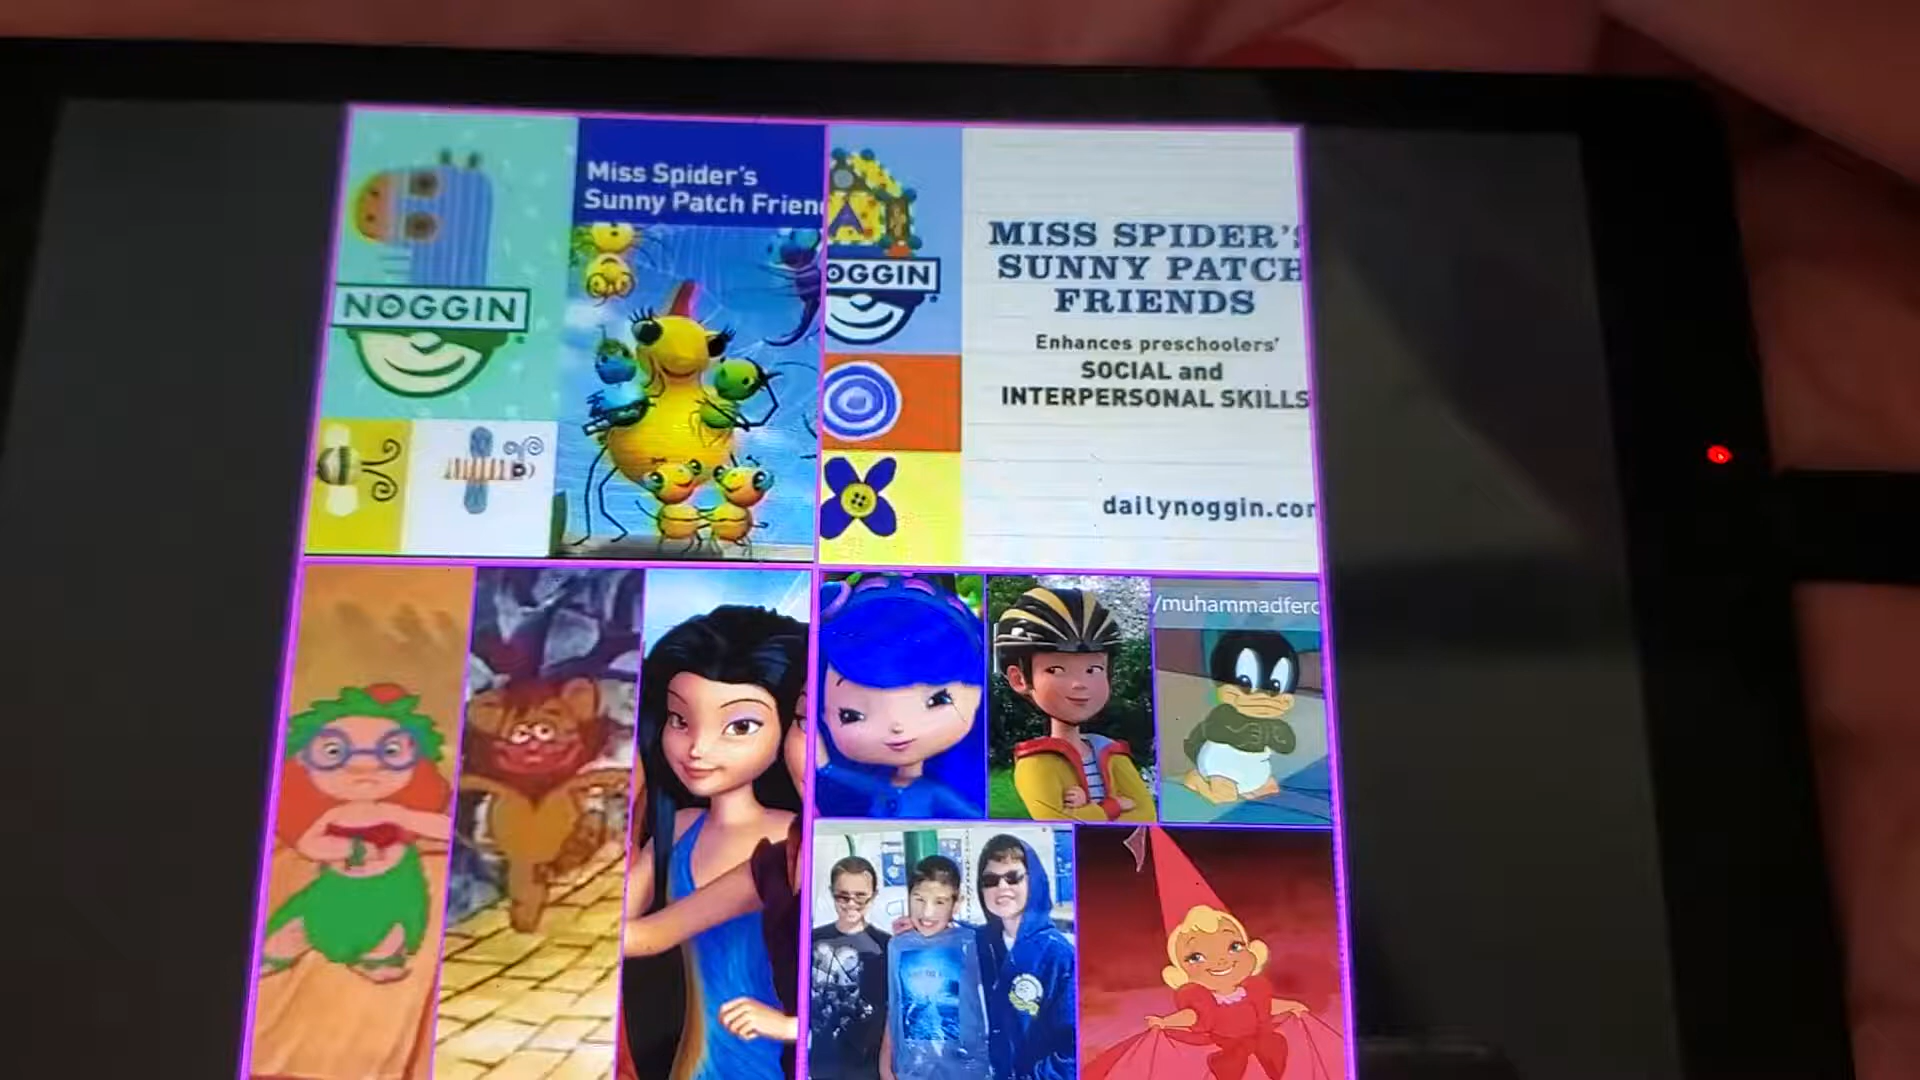 Miss Spider's
Sunny Patch Frien
NOGGIN
OGGIN
MISS SPIDER'S
SUNNY PATCH
FRIENDS
Enhances preschoolers'
SOCIAL and
INTERPERSONAL SKILLS
dailynoggin.com
/muhammadfero